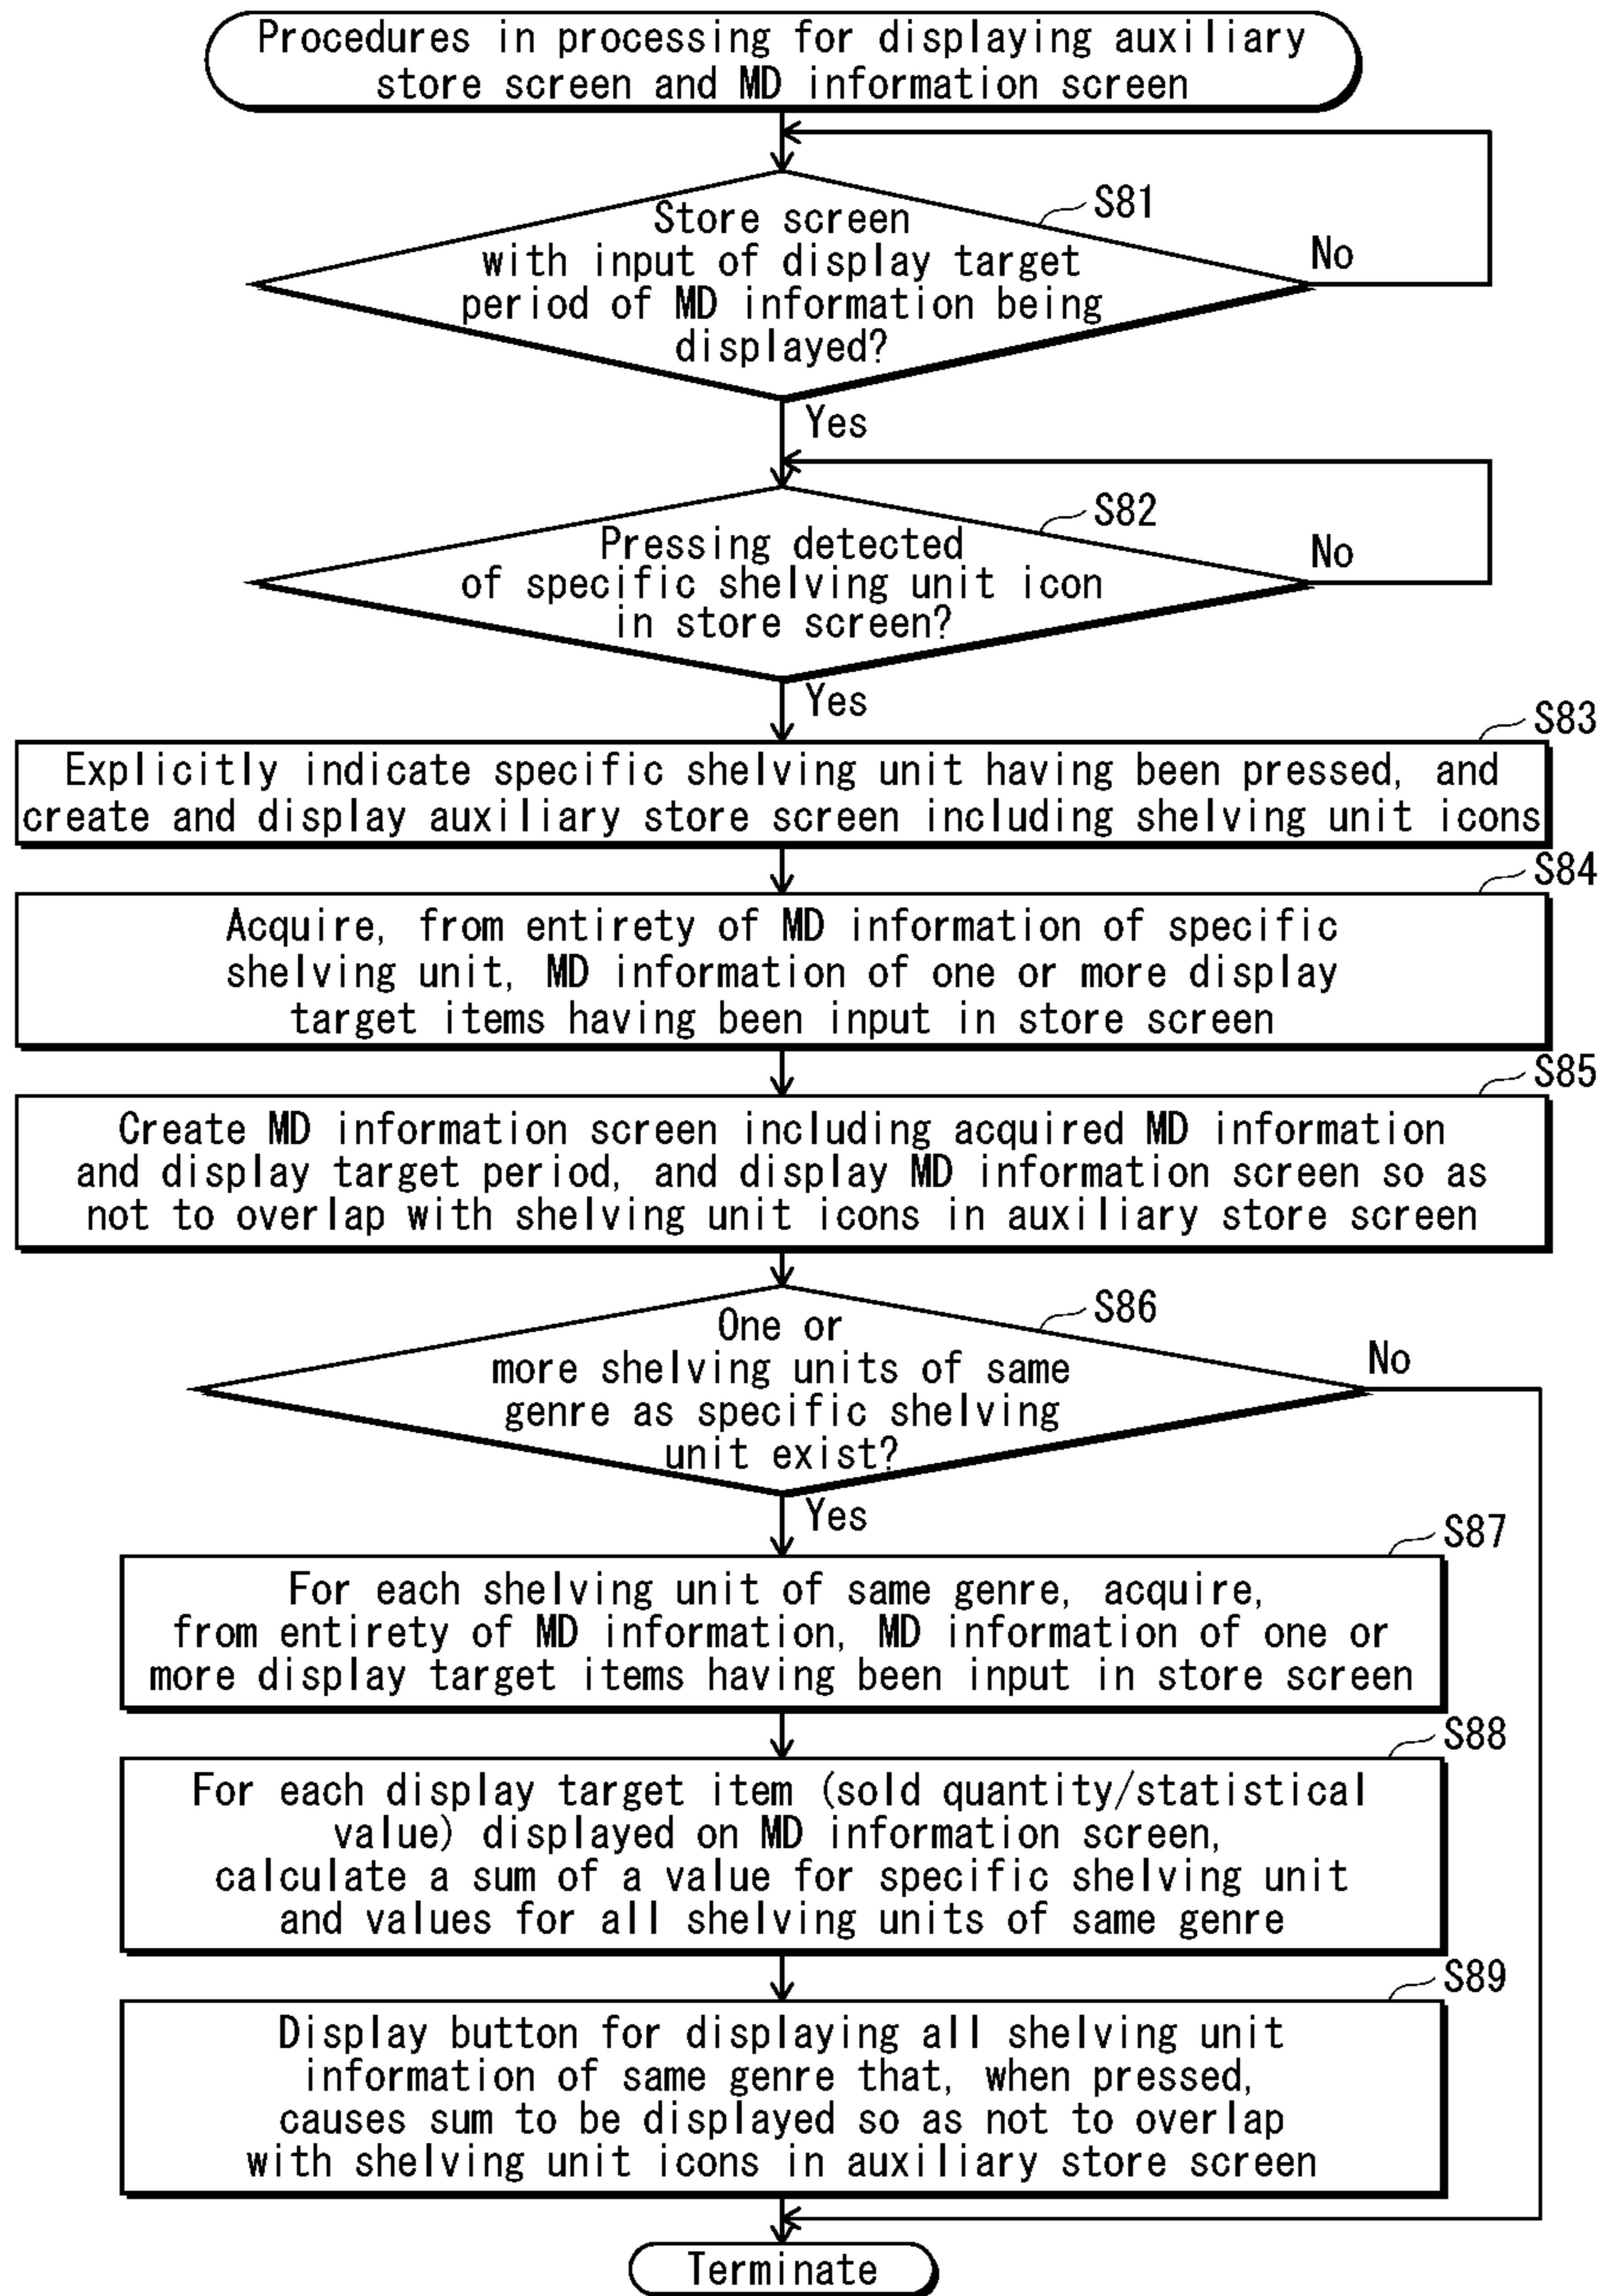 Procedures in processing for displaying auxiliary
store screen and MD information screen
S81
Store screen
with input of display target
period of MD information being
displayed?
No
Yes
S82
Pressing detected
of specific shelving unit icon
in store screen?
No
Yes
S83
Explicitly indicate specific shelving unit having been pressed, and
create and display auxiliary store screen including shelving unit icons
S84
Acquire, from entirety of MD information of specific
shelving unit, MD information of one or more display
target items having been input in store screen
S85
Create MD information screen including acquired MD information
and display target period, and display MD information screen so as
not to overlap with shelving unit icons in auxiliary store screen
S86
One or
more shelving units of same
genre as specific shelving
unit exist?
No
Yes
S87
For each shelving unit of same genre, acquire,
from entirety of MD information, MD information of one or
more display target items having been input in store screen
S88
For each display target item (sold quantity/statistical
value) displayed on MD information screen,
calculate a sum of a value for specific shelving unit
and values for all shelving units of same genre
S89
Display button for displaying all shelving unit
information of same genre that, when pressed,
causes sum to be displayed so as not to overlap
with shelving unit icons in auxiliary store screen
Terminate